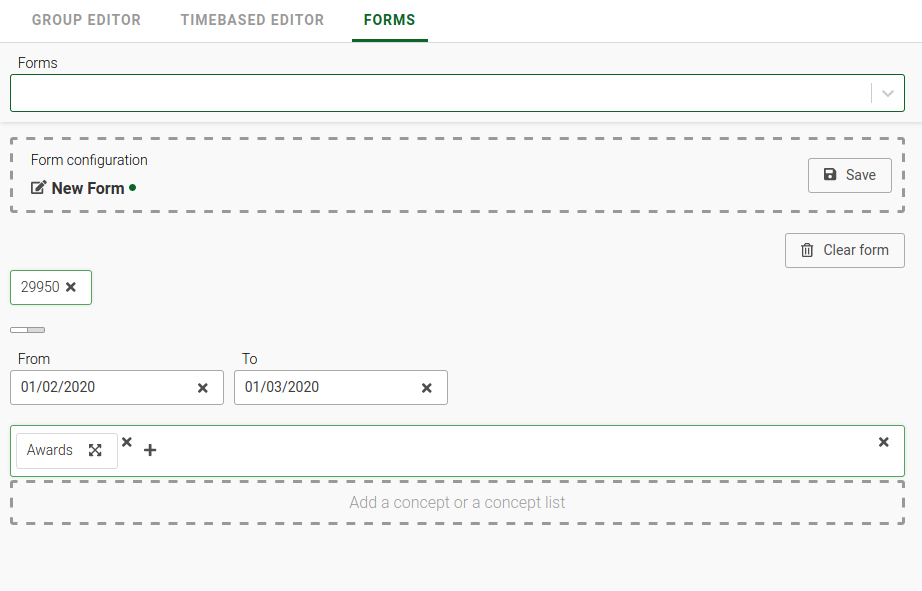 GROUP EDITOR TIMEBASED EDITOR FORMS
Forms
Form configuration
New Form
Save
Clear form
29950
From To
01/02/2020 01/03/2020
Awards
Add a concept or a concept list